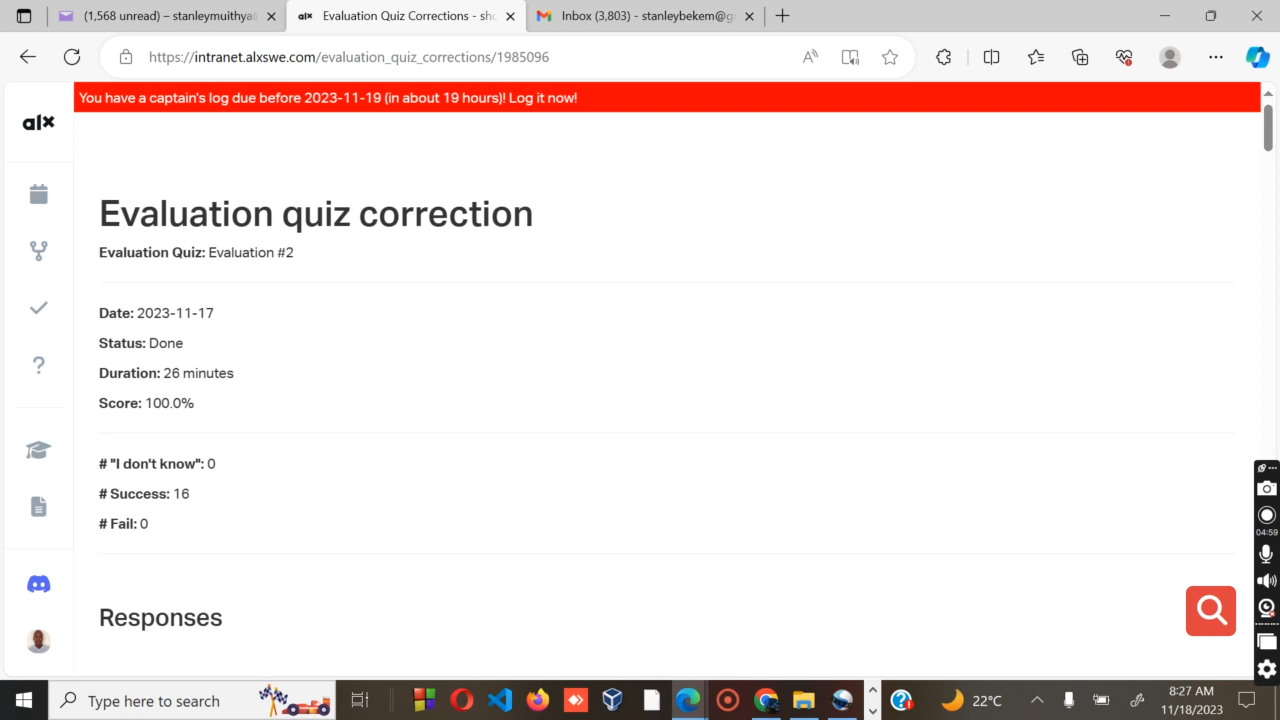 (1,568 unread) – stanleymuithya@
Evaluation Quiz Corrections - sho
Inbox (3,803) - stanleybekem@gr
https://intranet.alxswe.com/evaluation_quiz_corrections/1985096
You have a captain's log due before 2023-11-19 (in about 19 hours)! Log it now!
alx
Evaluation quiz correction
Evaluation Quiz: Evaluation #2
Date: 2023-11-17
Status: Done
Duration: 26 minutes
Score: 100.0%
# "I don't know": 0
# Success: 16
# Fail: 0
Responses
04:59
Type here to search
22°C
8:27 AM
11/18/2023